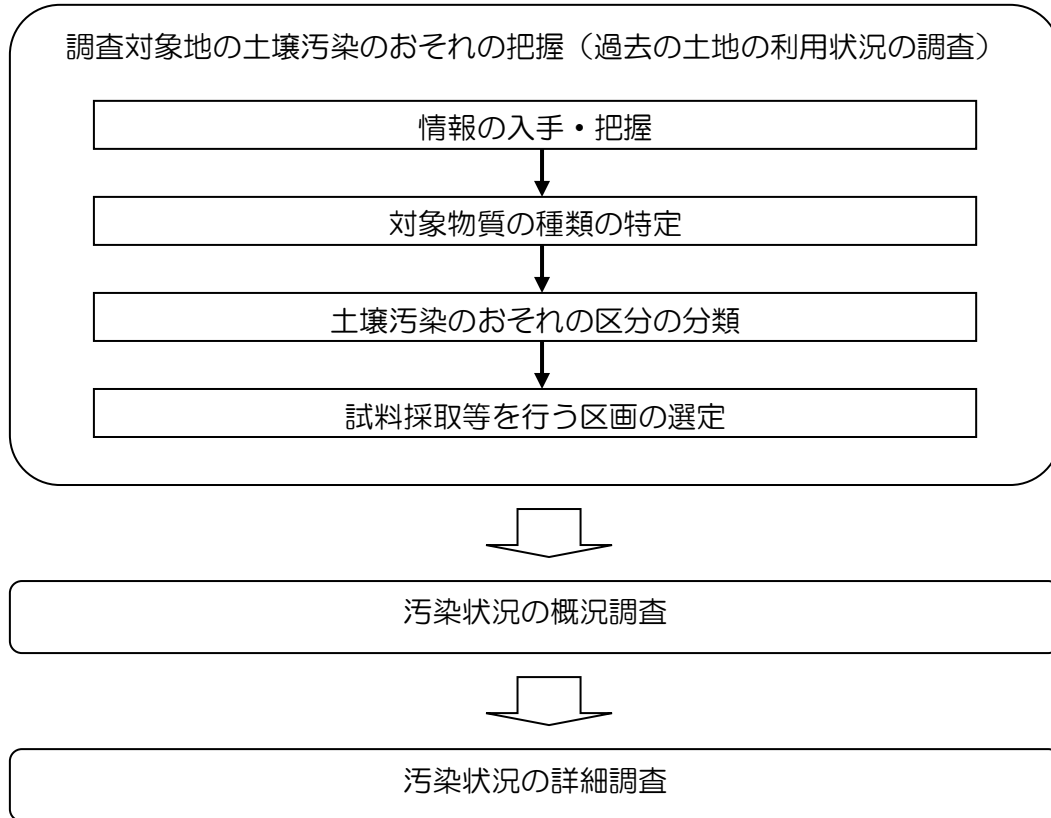 調査対象地の土壌汚染のおそれの把握（過去の土地の利用状況の調査）
情報の入手・把握
対象物質の種類の特定
土壌汚染のおそれの区分の分類
試料採取等を行う区画の選定
汚染状況の概況調査
汚染状況の詳細調査